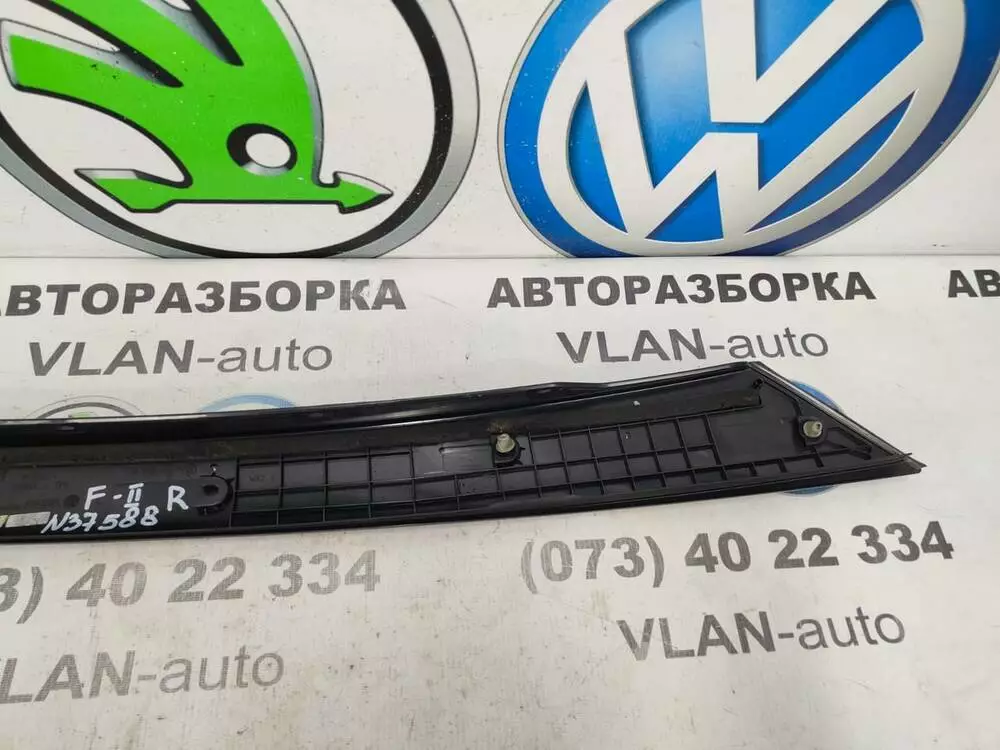 АВТОРАЗБОРКА АВТОРАЗБОРКА АВ
VLAN-auto VLAN-auto
F-II R
N37588
3) 40 22 334 (073) 40 22 334
VLAN-auto VLAN-auto